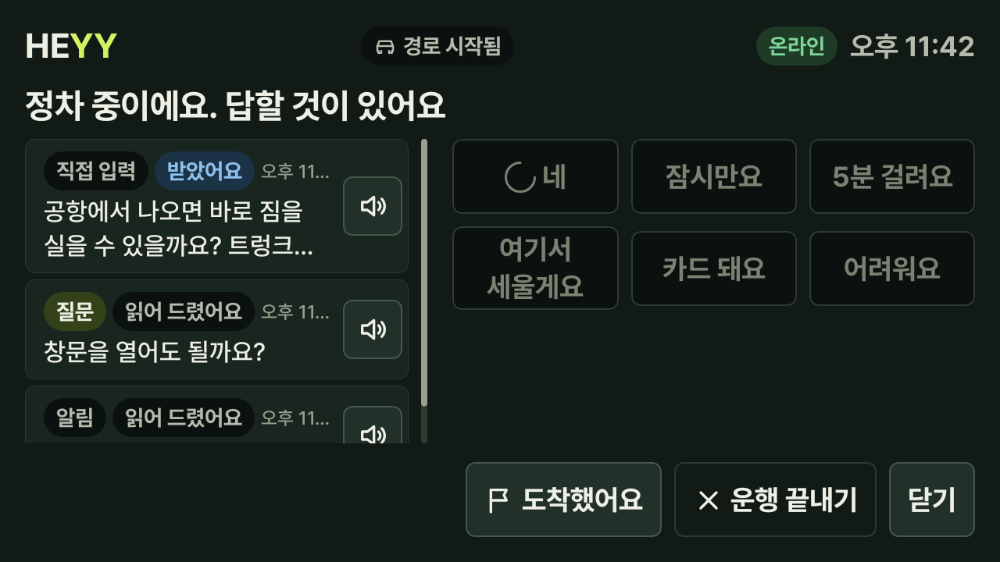 HEYY
경로 시작됨
온라인
오후 11:42
정차 중이에요. 답할 것이 있어요
직접 입력
받았어요
오후 11...
공항에서 나오면 바로 짐을
실을 수 있을까요? 트렁크...
질문
읽어 드렸어요
오후 11...
창문을 열어도 될까요?
알림
읽어 드렸어요
오후 11...
네
잠시만요
5분 걸려요
여기서
세울게요
카드 돼요
어려워요
도착했어요
운행 끝내기
닫기